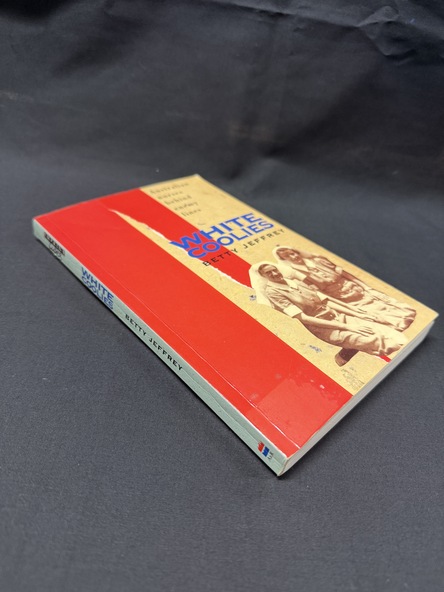 Australian
nurses
behind
enemy
lines
WHITE
COOLIES
BETTY JEFFREY
WHITE
COOLIES
BETTY JEFFREY